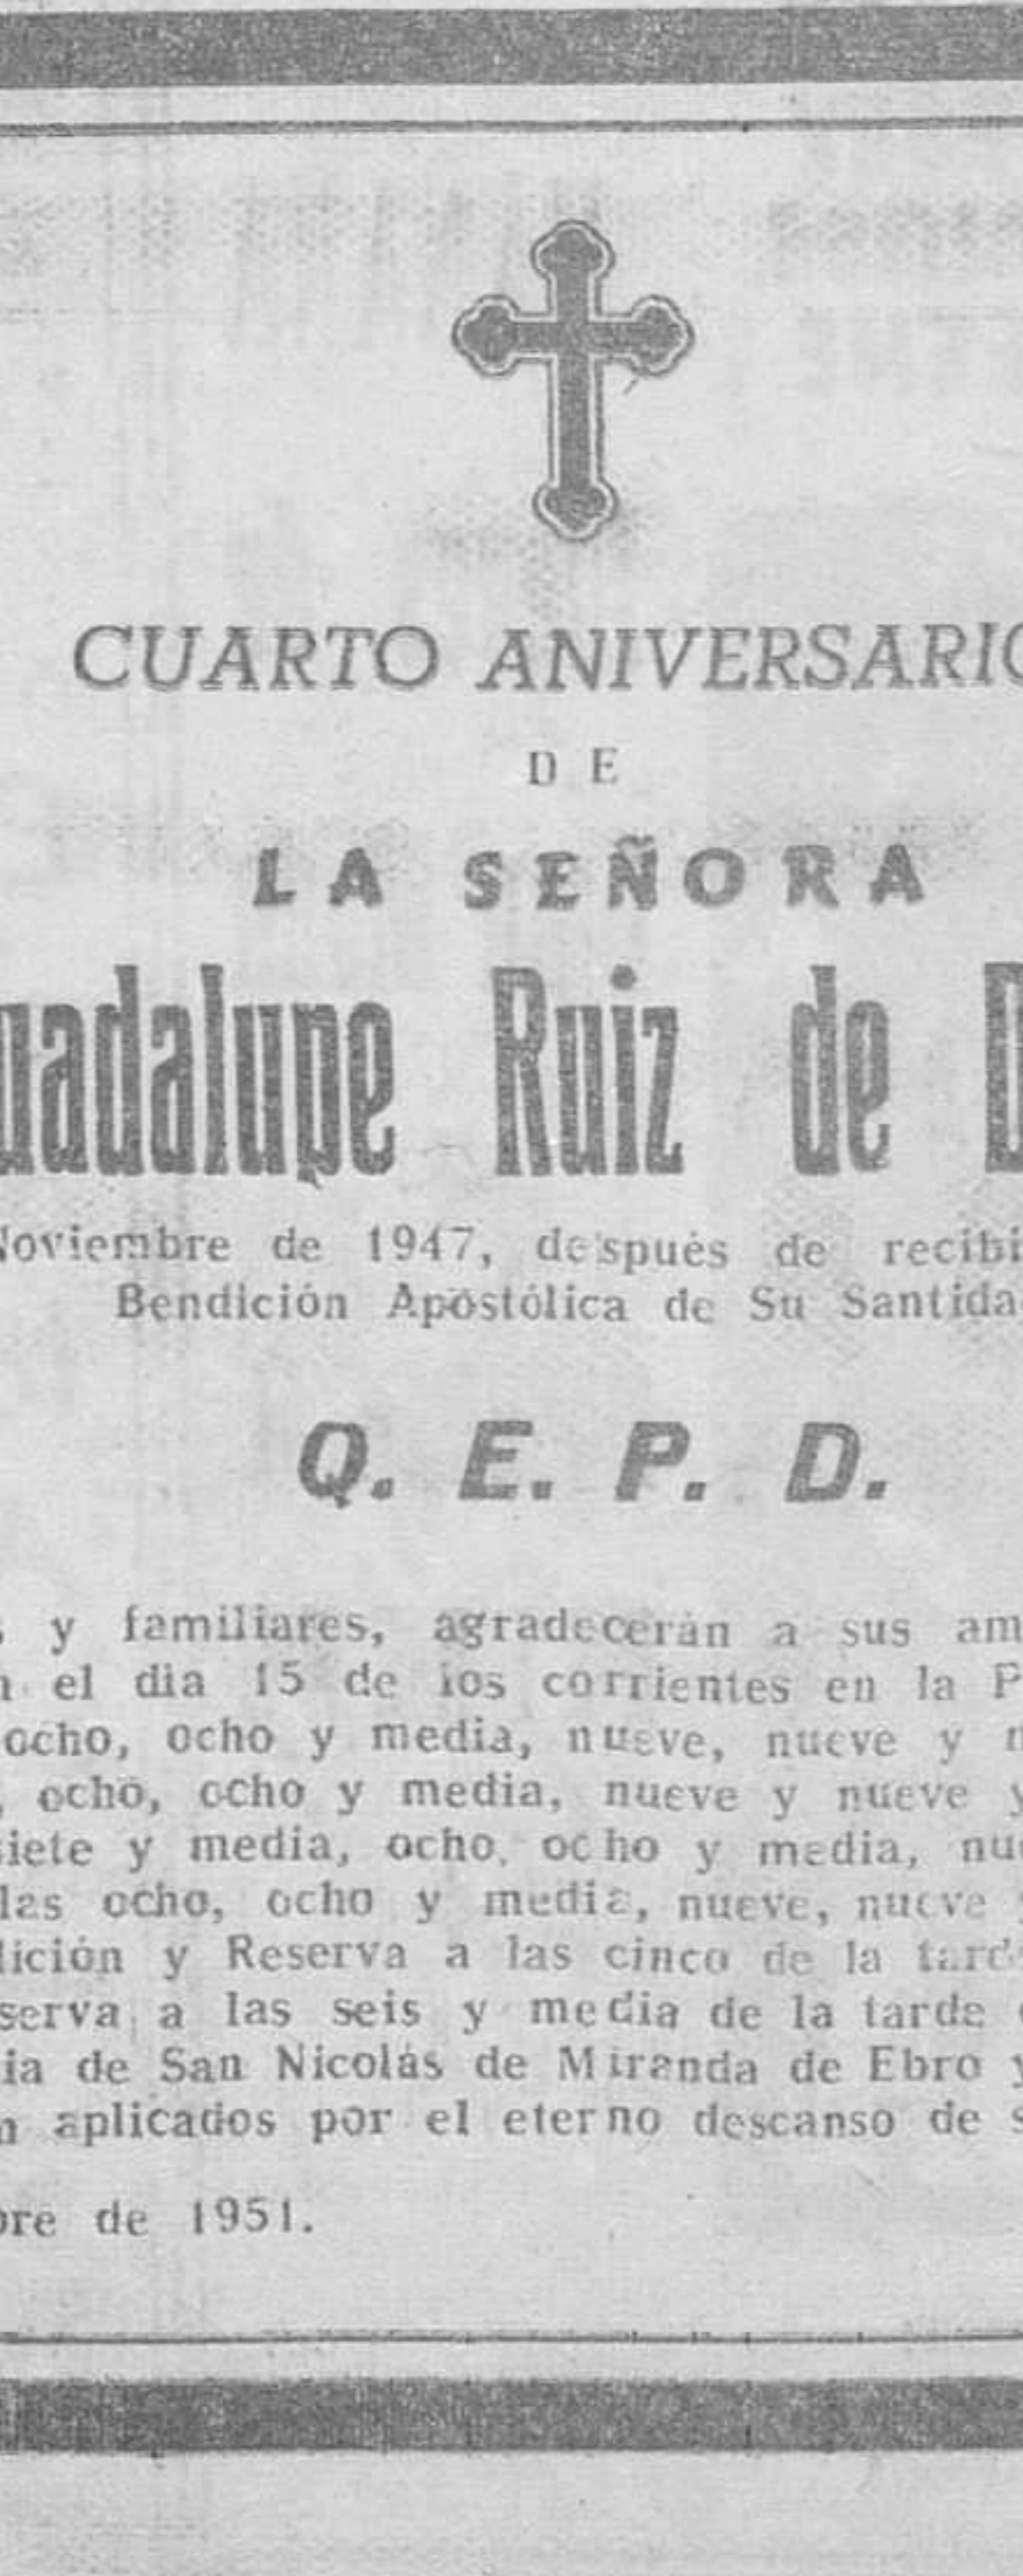 CUARTO ANIVERSARIO
DE
LA SEÑORA
uadalupe Ruiz de D
Noviembre de 1947, después de recibi
Bendición Apostólica de Su Santida
Q. E. P. D.
s y familiares, agradecerán a sus am
n el dia 15 de los corrientes en la P
ocho, ocho y media, nueve, nueve y m
, ocho, ocho y media, nueve y nueve y
siete y media, ocho, ocho y media, nue
las ocho, ocho y media, nueve, nueve y
dición y Reserva a las cinco de la tarde
serva a las seis y media de la tarde
ia de San Nicolás de Miranda de Ebro y
n aplicados por el eterno descanso de s
bre de 1951.